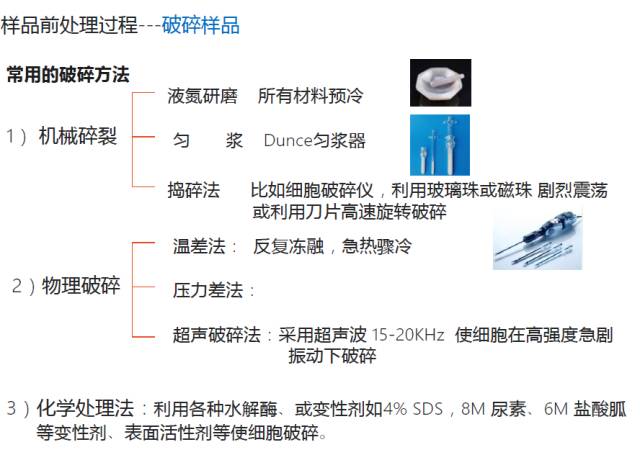 样品前处理过程---破碎样品
常用的破碎方法
液氮研磨 所有材料预冷
1）机械碎裂
匀 浆 Dunce匀浆器
捣碎法 比如细胞破碎仪，利用玻璃珠或磁珠 剧烈震荡
或利用刀片高速旋转破碎
温差法： 反复冻融，急热骤冷
2）物理破碎
压力差法：
超声破碎法：采用超声波 15-20KHz 使细胞在高强度急剧
振动下破碎
3）化学处理法：利用各种水解酶、或变性剂如4% SDS，8M 尿素、6M 盐酸胍
等变性剂、表面活性剂等使细胞破碎。